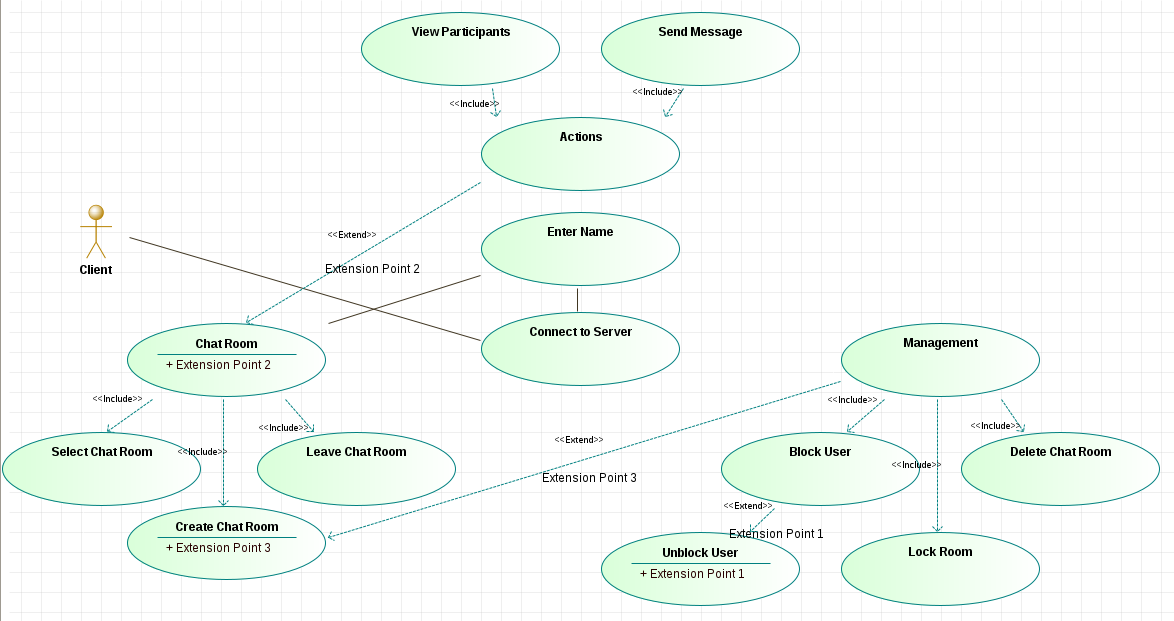 View Participants
Send Message
<<Include>>
<<Include>>
Actions
<<Extend>>
Enter Name
Extension Point 2
Client
Connect to Server
Chat Room
+ Extension Point 2
Management
<<Include>>
<<Include>>
<<Include>>
<<Include>>
<<Include>>
<<Include>>
<<Extend>>
Select Chat Room
Leave Chat Room
Block User
Delete Chat Room
Extension Point 3
<<Extend>>
Create Chat Room
+ Extension Point 3
Extension Point 1
Unblock User
+ Extension Point 1
Lock Room